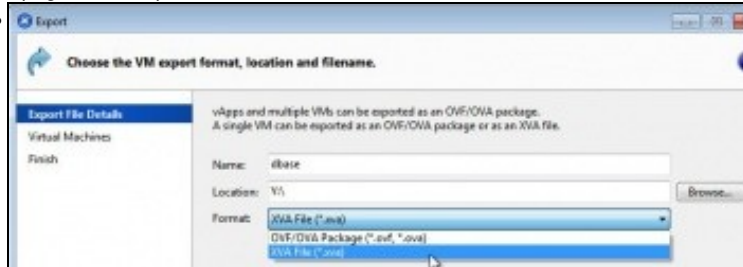 Export
Choose the VM export format, location and filename.
Export File Details
Virtual Machines
Finish
vApps and multiple VMs can be exported as an OVF/OVA package.
A single VM can be exported as an OVF/OVA package or as an XVA file.
Name: dbase
Location: V:\
Browse...
Format: XVA File (*.xva)
OVF/OVA Package (*.ovf, *.ova)
XVA File (*.xva)